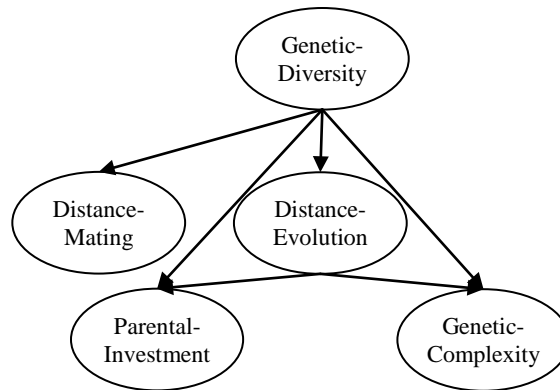 Genetic-
Diversity
Distance-
Mating
Distance-
Evolution
Parental-
Investment
Genetic-
Complexity